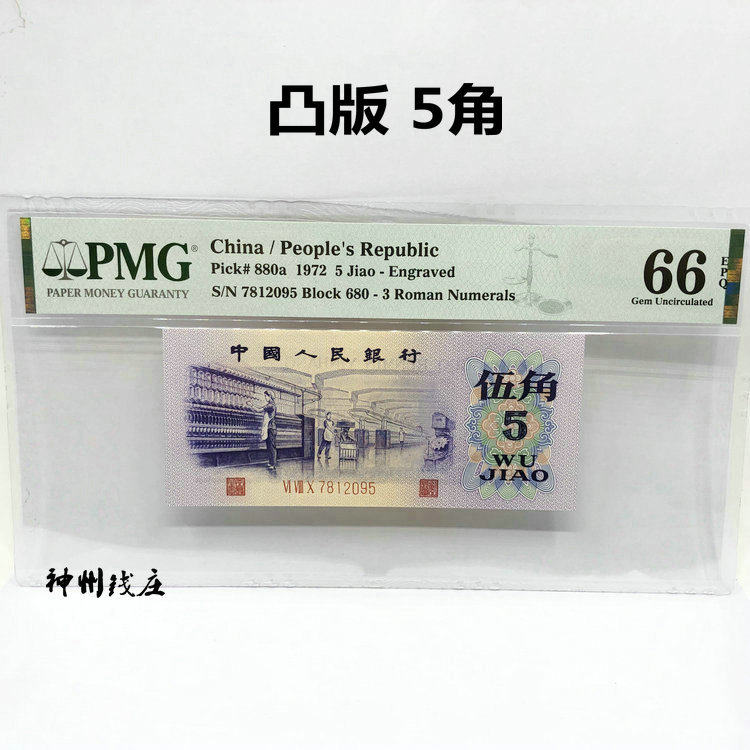 凸版 5角
PMG®
PAPER MONEY GUARANTY
China / People's Republic
Pick# 880a 1972 5 Jiao - Engraved
S/N 7812095 Block 680 - 3 Roman Numerals
66 EPQ
Gem Uncirculated
中國人民銀行
伍角
5
WU
JIAO
VI VIII X 7812095
神州钱庄